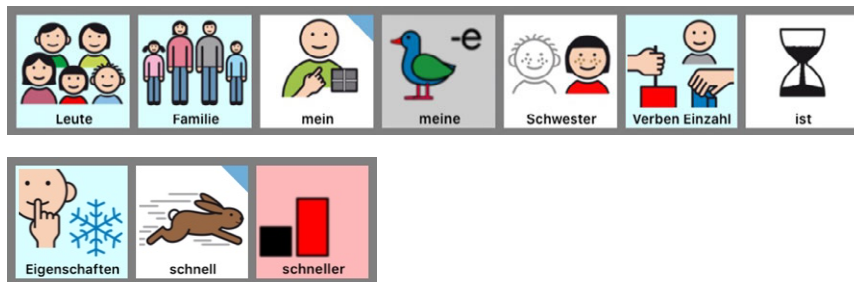 -e
Leute Familie mein meine Schwester Verben Einzahl ist
Eigenschaften schnell schneller